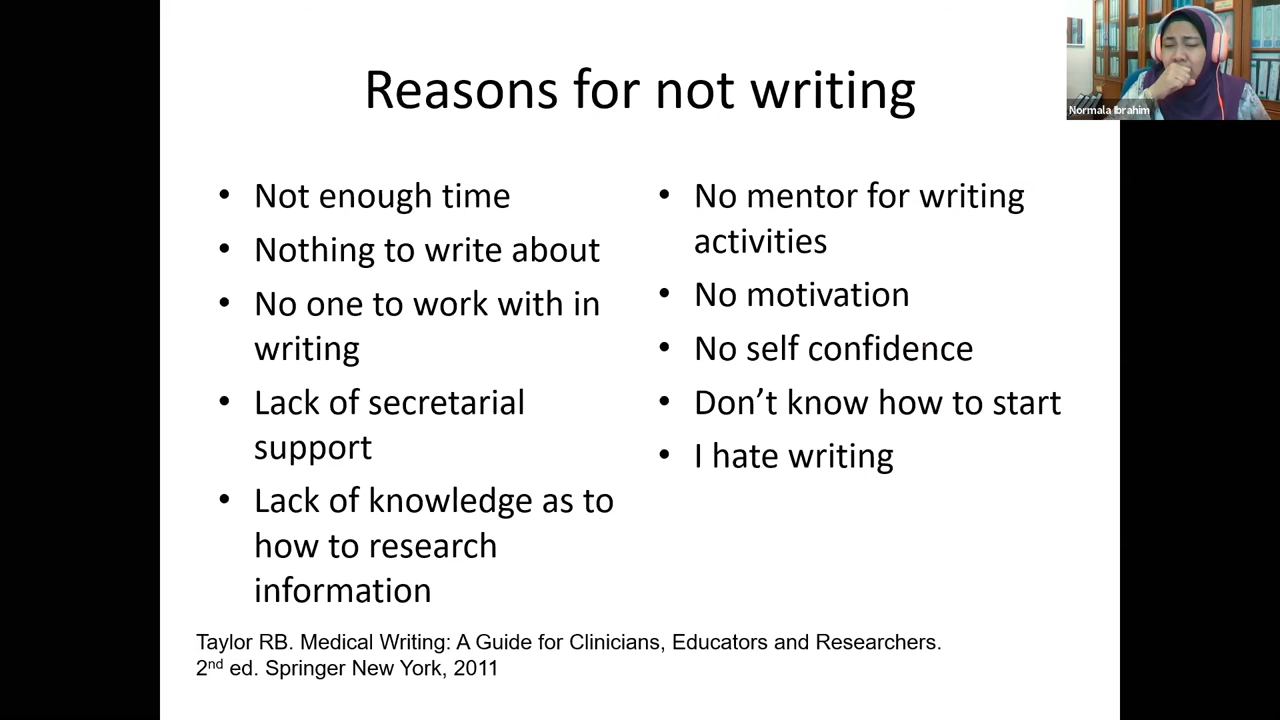 Reasons for not writing
• Not enough time
• Nothing to write about
• No one to work with in
writing
• Lack of secretarial
support
• Lack of knowledge as to
how to research
information
• No mentor for writing
activities
• No motivation
• No self confidence
• Don’t know how to start
• I hate writing
Taylor RB. Medical Writing: A Guide for Clinicians, Educators and Researchers.
2nd ed. Springer New York, 2011
Normala Ibrahim